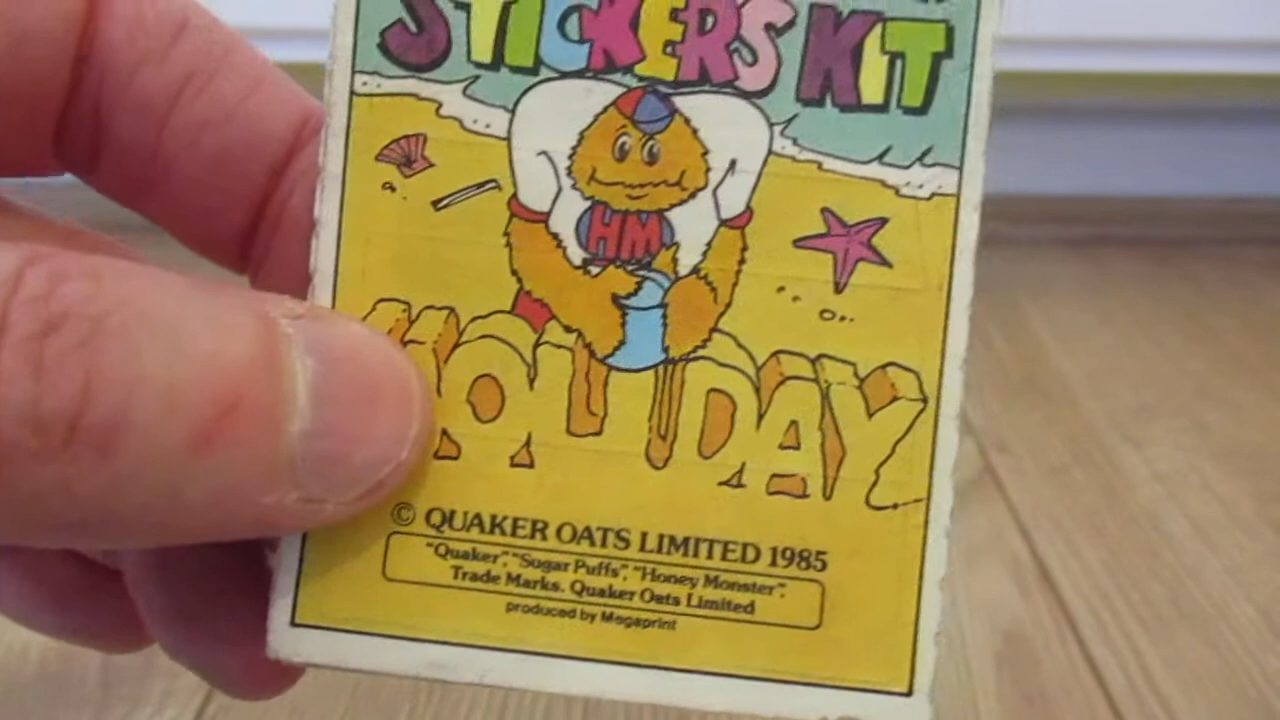 STICKERS KIT
HM
HOLIDAY
© QUAKER OATS LIMITED 1985
"Quaker", "Sugar Puffs", "Honey Monster",
Trade Marks. Quaker Oats Limited
produced by Megaprint